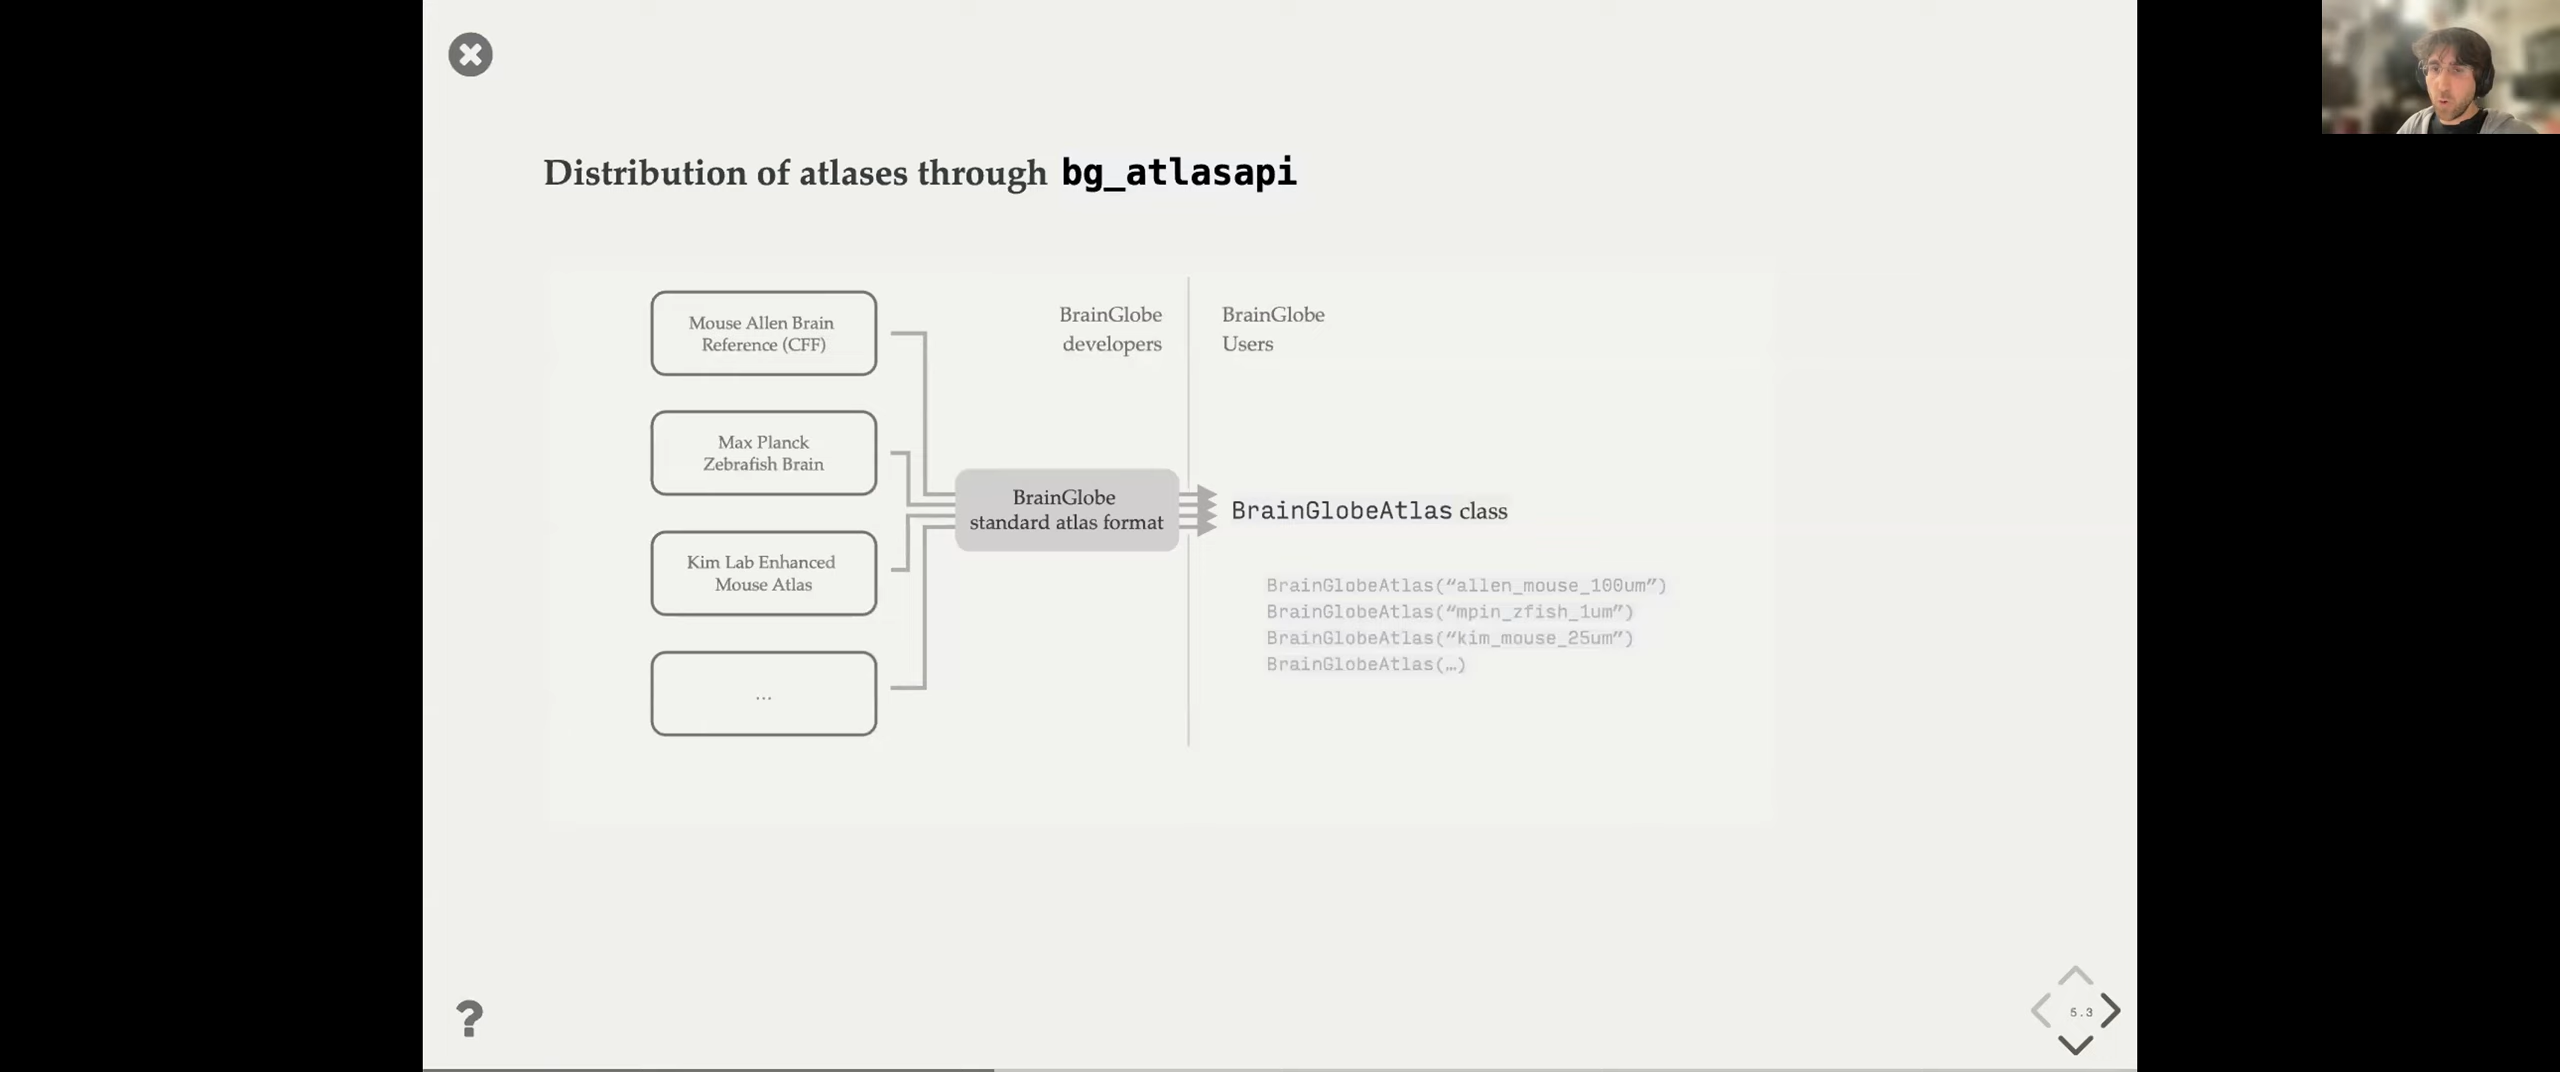 Distribution of atlases through bg_atlasapi
Mouse Allen Brain
Reference (CFF)
Max Planck
Zebrafish Brain
Kim Lab Enhanced
Mouse Atlas
...
BrainGlobe
developers
BrainGlobe
Users
BrainGlobe
standard atlas format
BrainGlobeAtlas class
BrainGlobeAtlas(“allen_mouse_100um”)
BrainGlobeAtlas(“mpin_zfish_1um”)
BrainGlobeAtlas(“kim_mouse_25um”)
BrainGlobeAtlas(…)
?
5.3